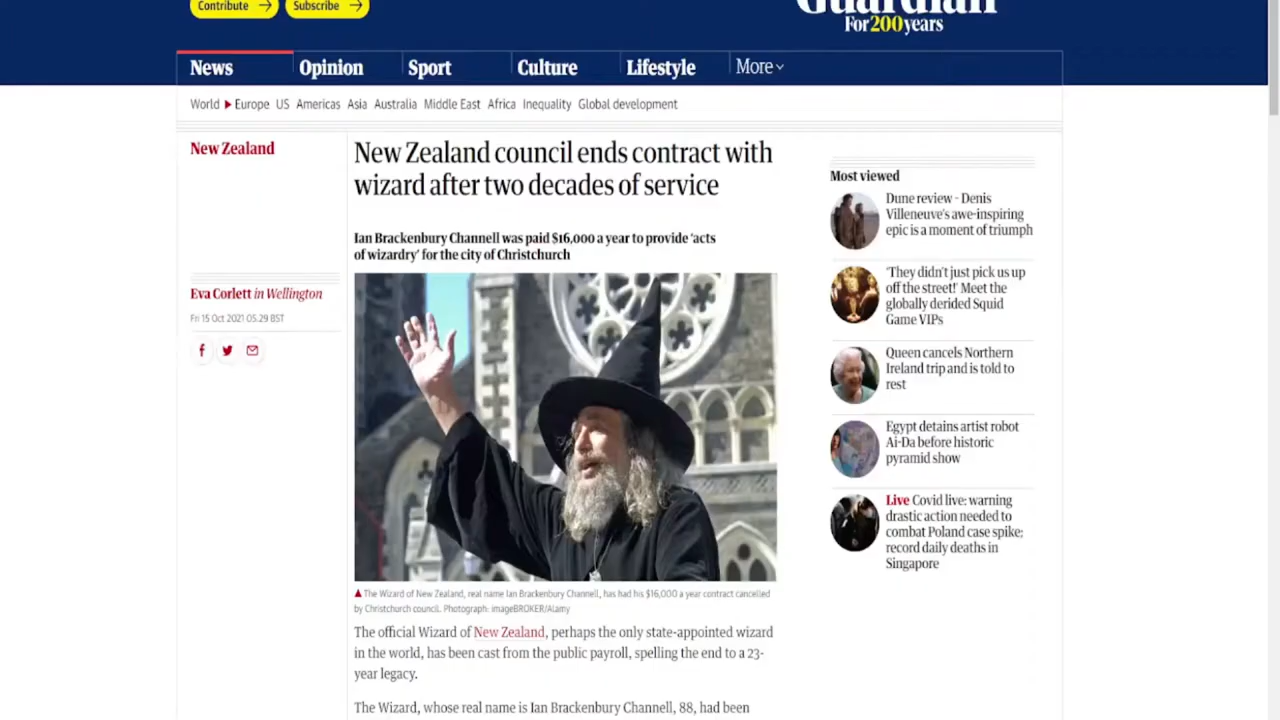 Contribute →
Subscribe →
Guardian
For 200 years
News
Opinion
Sport
Culture
Lifestyle
More
World ▶ Europe US Americas Asia Australia Middle East Africa Inequality Global development
New Zealand
New Zealand council ends contract with
wizard after two decades of service
Ian Brackenbury Channell was paid $16,000 a year to provide ‘acts
of wizardry’ for the city of Christchurch
Eva Corlett in Wellington
Fri 15 Oct 2021 05.29 BST
▲ The Wizard of New Zealand, real name Ian Brackenbury Channell, has had his $16,000 a year contract cancelled
by Christchurch council. Photograph: imageBROKER/Alamy
The official Wizard of New Zealand, perhaps the only state-appointed wizard
in the world, has been cast from the public payroll, spelling the end to a 23-
year legacy.
The Wizard, whose real name is Ian Brackenbury Channell, 88, had been
Most viewed
Dune review - Denis
Villeneuve's awe-inspiring
epic is a moment of triumph
‘They didn’t just pick us up
off the street!’ Meet the
globally derided Squid
Game VIPs
Queen cancels Northern
Ireland trip and is told to
rest
Egypt detains artist robot
Ai-Da before historic
pyramid show
Live Covid live: warning
drastic action needed to
combat Poland case spike;
record daily deaths in
Singapore